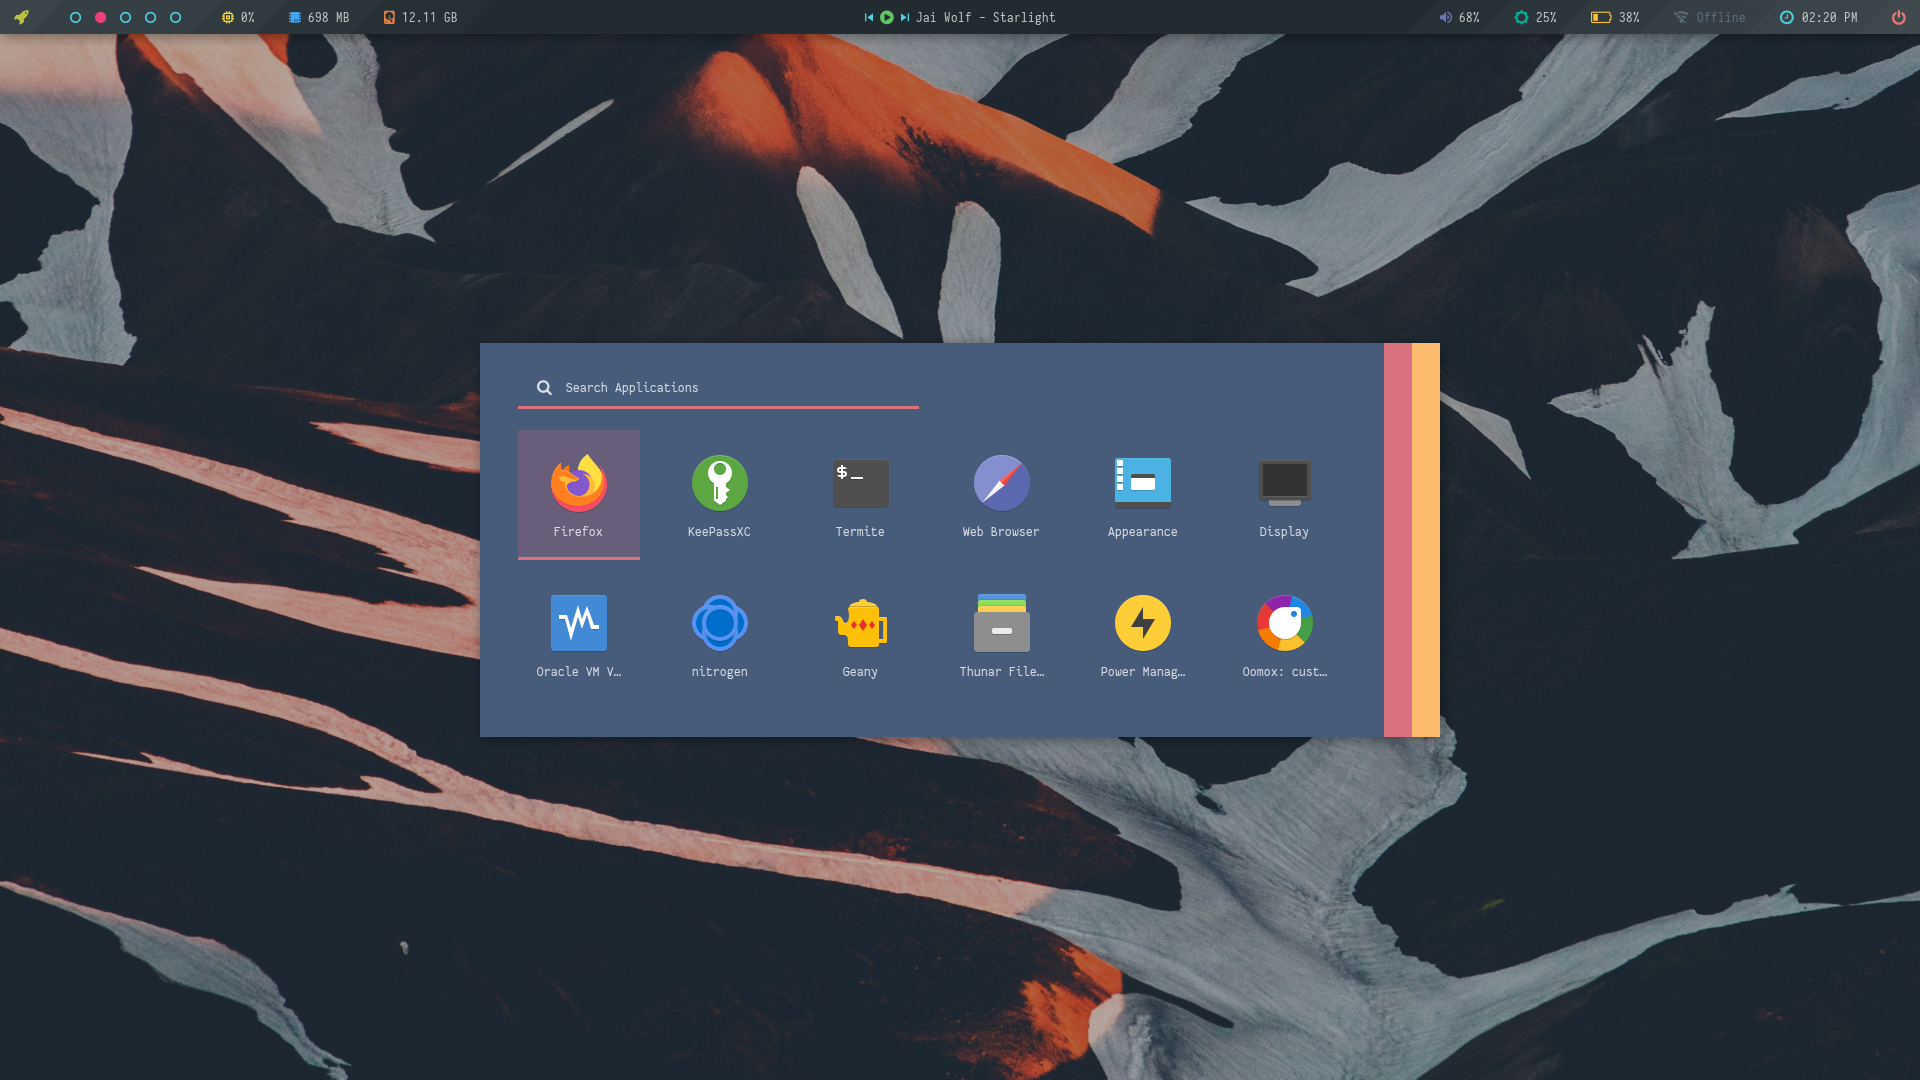 0% 698 MB 12.11 GB Jai Wolf - Starlight 68% 25% 38% Offline 02:20 PM
Search Applications
$_
Firefox KeePassXC Termite Web Browser Appearance Display
Oracle VM V… nitrogen Geany Thunar File… Power Manag… Oomox: cust…